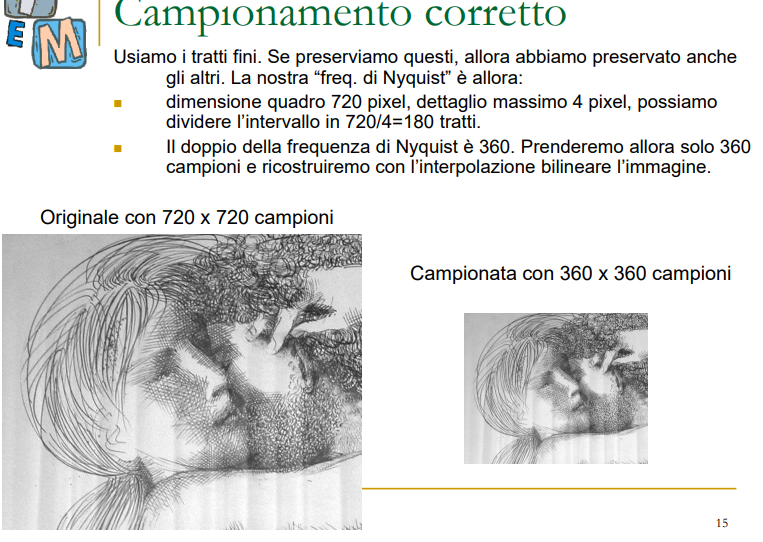 Campionamento corretto
E M
Usiamo i tratti fini. Se preserviamo questi, allora abbiamo preservato anche
gli altri. La nostra “freq. di Nyquist” è allora:
dimensione quadro 720 pixel, dettaglio massimo 4 pixel, possiamo
dividere l’intervallo in 720/4=180 tratti.
Il doppio della frequenza di Nyquist è 360. Prenderemo allora solo 360
campioni e ricostruiremo con l’interpolazione bilineare l’immagine.
Originale con 720 x 720 campioni
Campionata con 360 x 360 campioni
15